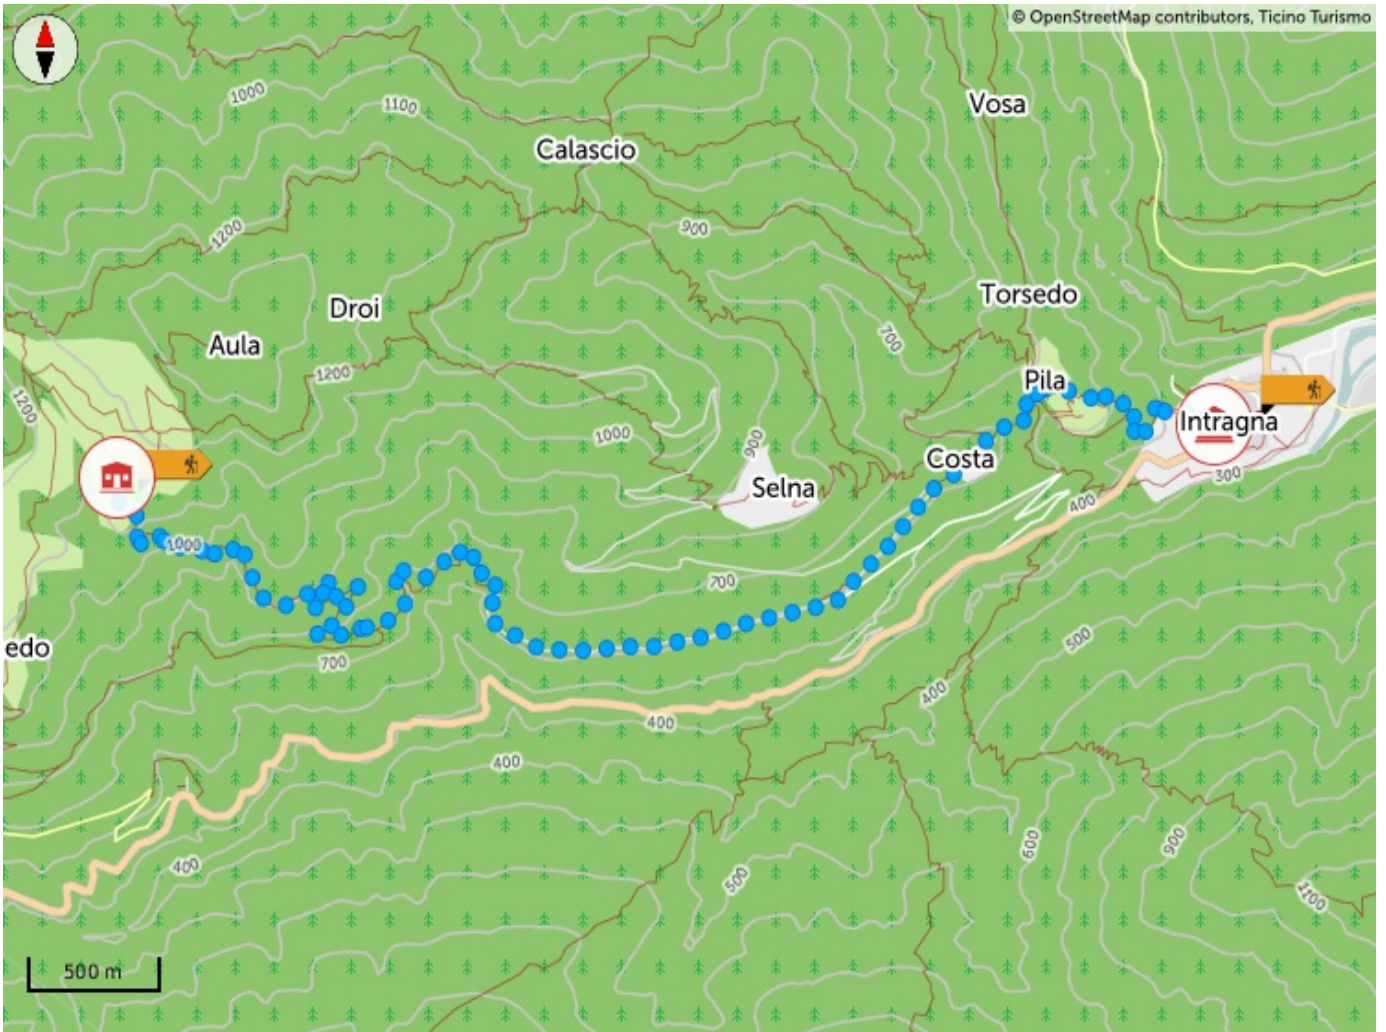 © OpenStreetMap contributors, Ticino Turismo
1000
1100
Vosa
Calascio
1200
900
Torsedo
Droi
Aula
700
1200
Pila
1200
Intragna
1000
900
Costa
Selna
300
400
1000
700
500
edo
700
400
400
400
600
900
400
500
1100
500 m